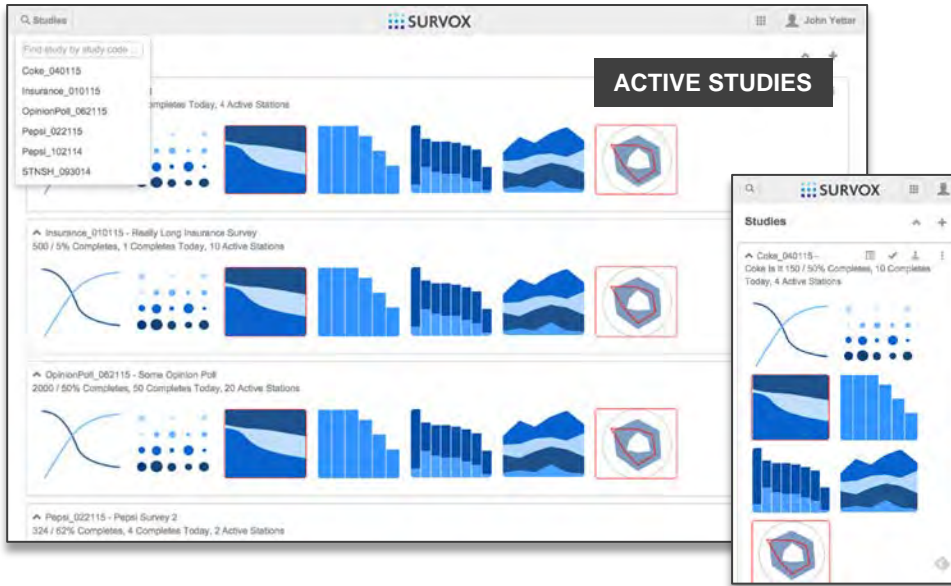 Studies
SURVOX
John Yetter
Find study by study code ...
Coke_040115
Insurance_010115
OpinionPoll_062115
Pepsi_022115
Pepsi_102114
STNSH_093014
ACTIVE STUDIES
Completes Today, 4 Active Stations
Insurance_010115 - Really Long Insurance Survey
500 / 5% Completes, 1 Completes Today, 10 Active Stations
OpinionPoll_062115 - Some Opinion Poll
2000 / 50% Completes, 50 Completes Today, 20 Active Stations
Pepsi_022115 - Pepsi Survey 2
324 / 62% Completes, 4 Completes Today, 2 Active Stations
SURVOX
Studies
Coke_040115 -
Coke Is It 150 / 50% Completes, 10 Completes
Today, 4 Active Stations